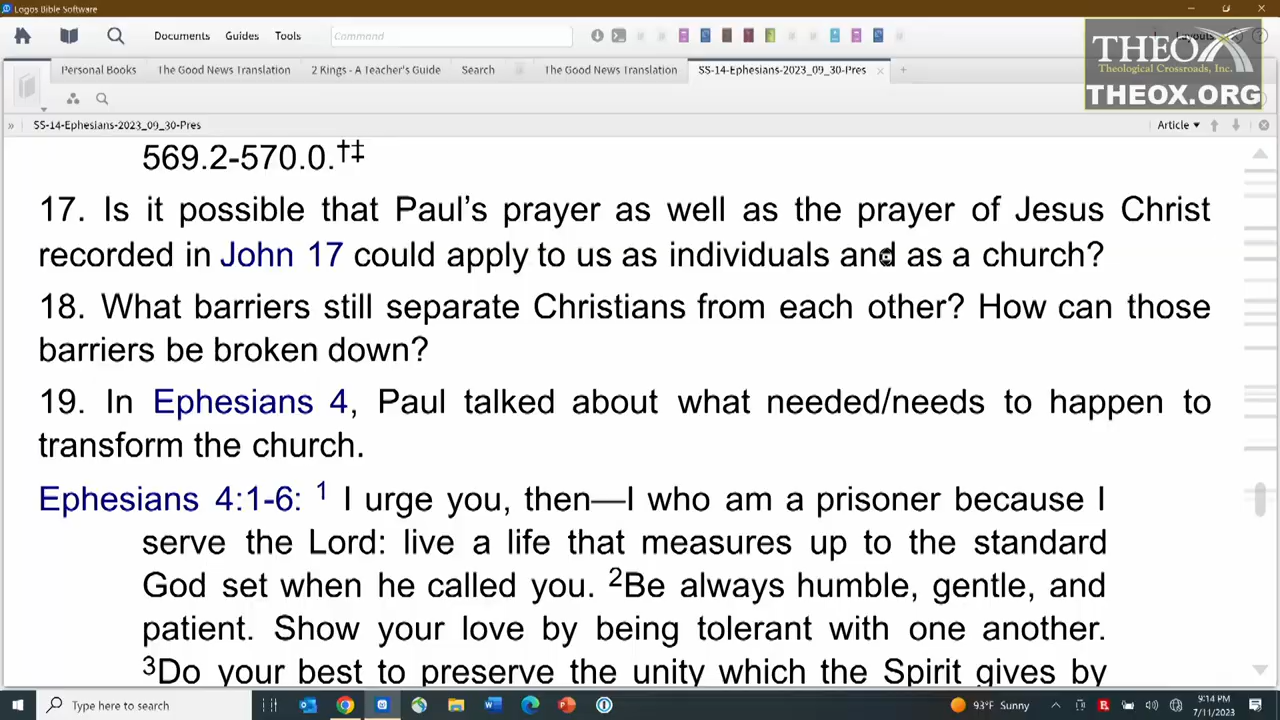 Logos Bible Software
Documents Guides Tools Command
THEOX
Theological Crossroads, Inc.
THEOX.ORG
Personal Books The Good News Translation 2 Kings - A Teacher's Gui The Good News Translation SS-14-Ephesians-2023_09_30-Pres
SS-14-Ephesians-2023_09_30-Pres Article
569.2-570.0.†‡
17. Is it possible that Paul's prayer as well as the prayer of Jesus Christ
recorded in John 17 could apply to us as individuals and as a church?
18. What barriers still separate Christians from each other? How can those
barriers be broken down?
19. In Ephesians 4, Paul talked about what needed/needs to happen to
transform the church.
Ephesians 4:1-6: 1 I urge you, then—I who am a prisoner because I
serve the Lord: live a life that measures up to the standard
God set when he called you. 2Be always humble, gentle, and
patient. Show your love by being tolerant with one another.
3Do your best to preserve the unity which the Spirit gives by
Type here to search
93°F Sunny
9:14 PM
7/11/2023